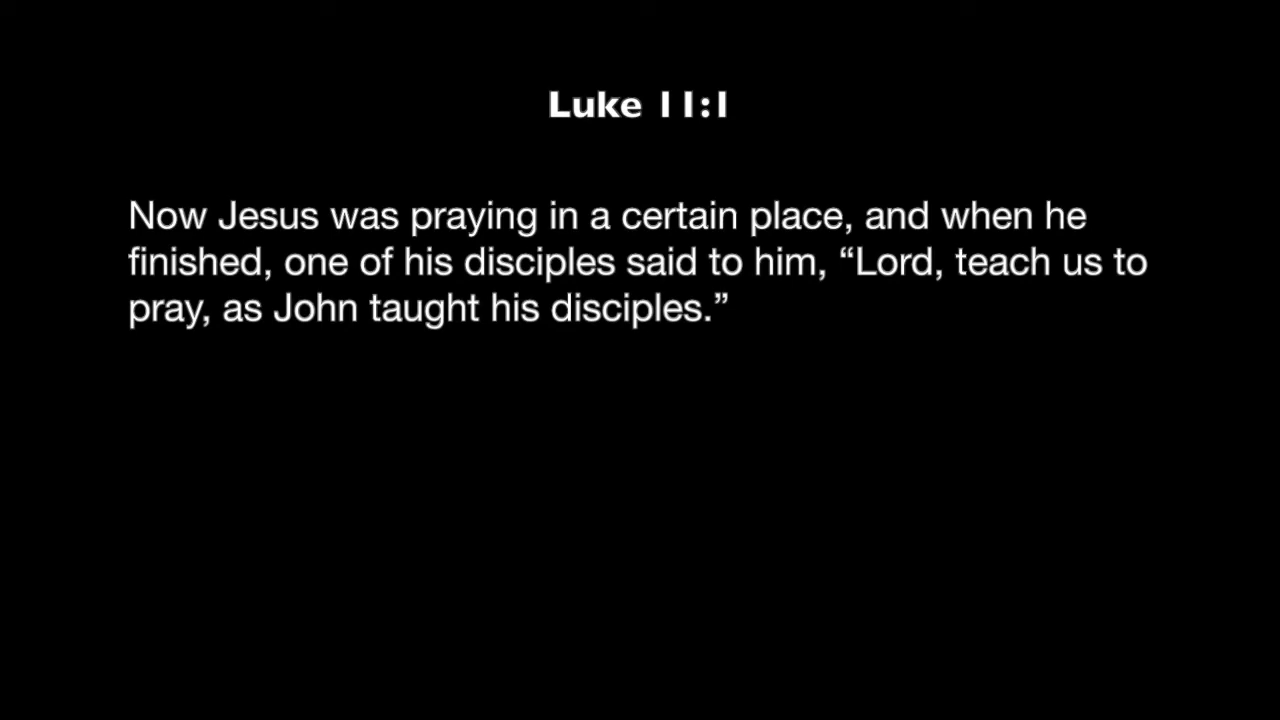 Luke 11:1
Now Jesus was praying in a certain place, and when he
finished, one of his disciples said to him, “Lord, teach us to
pray, as John taught his disciples.”